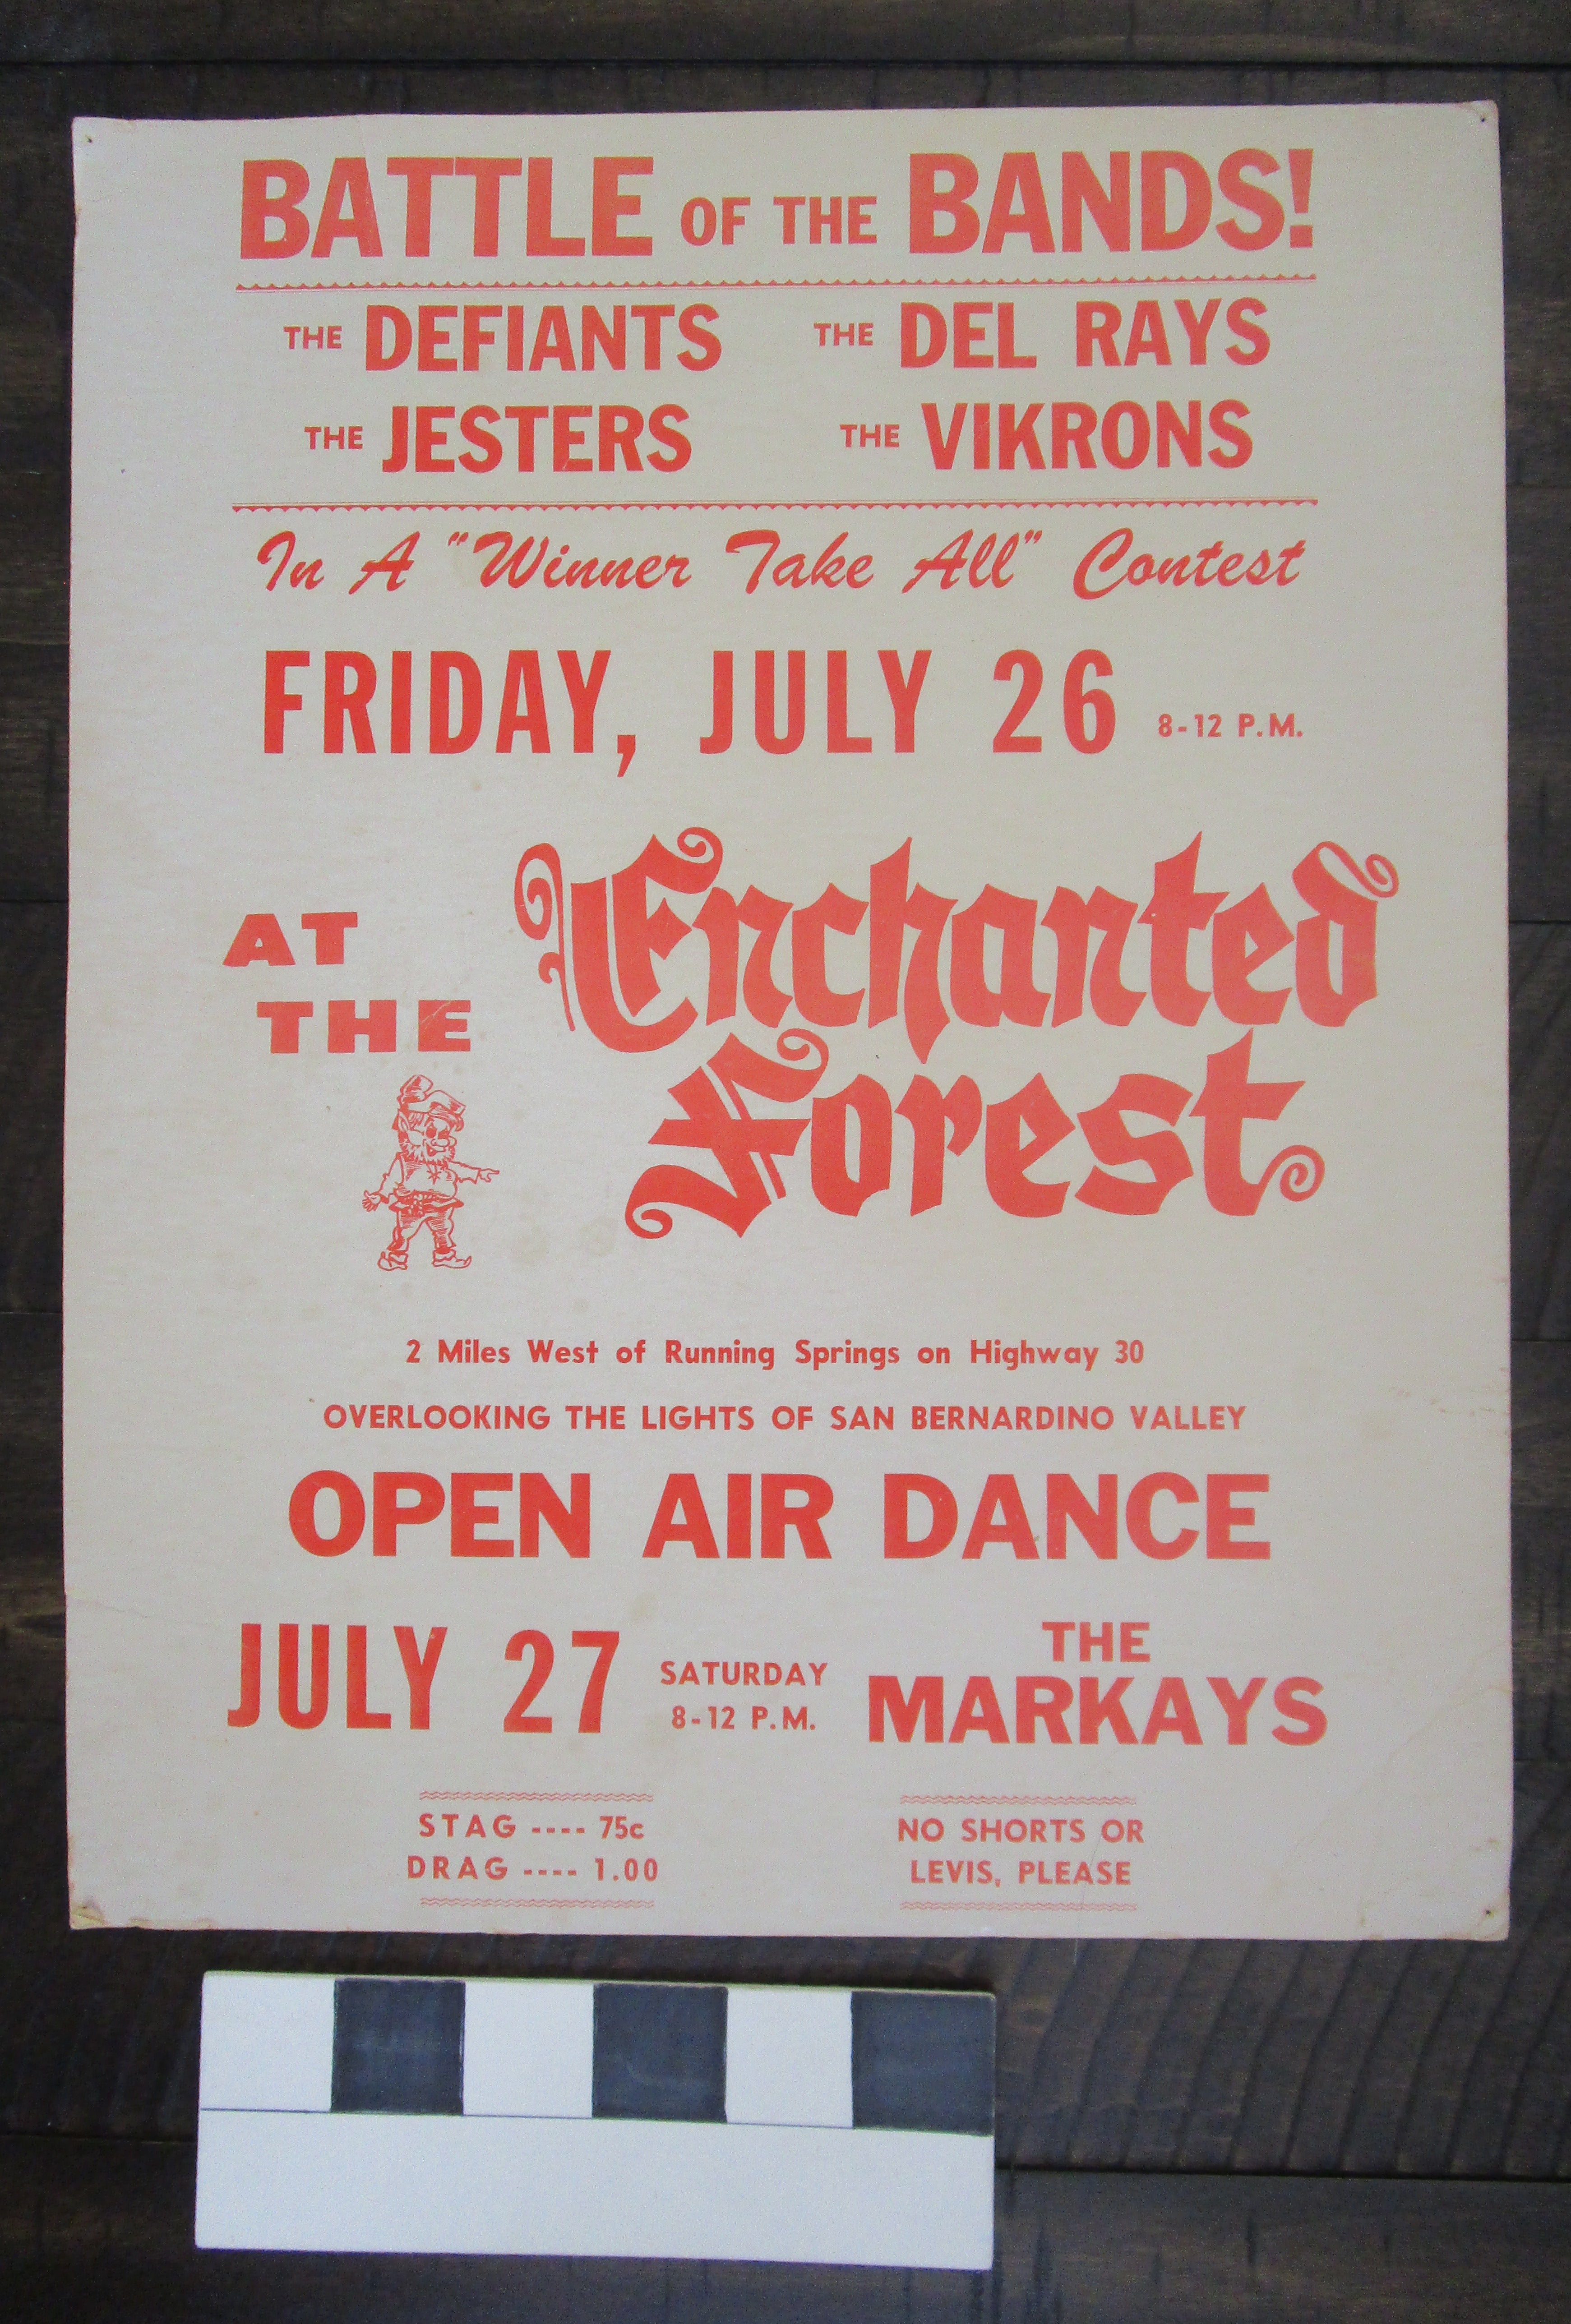 BATTLE OF THE BANDS!
THE DEFIANTS THE DEL RAYS
THE JESTERS THE VIKRONS
In A "Winner Take All" Contest
FRIDAY, JULY 26 8-12 P.M.
AT THE Enchanted
Forest
2 Miles West of Running Springs on Highway 30
OVERLOOKING THE LIGHTS OF SAN BERNARDINO VALLEY
OPEN AIR DANCE
JULY 27 SATURDAY 8-12 P.M. THE MARKAYS
STAG ---- 75c
DRAG ---- 1.00
NO SHORTS OR
LEVIS, PLEASE